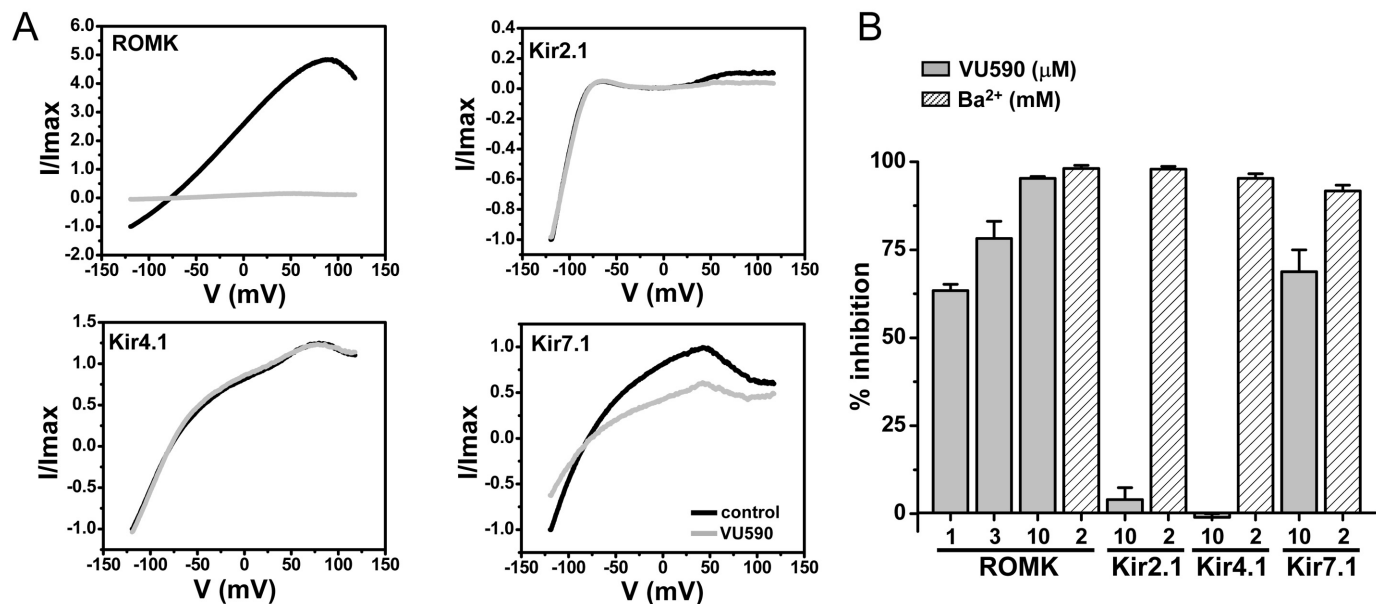 A
ROMK
6.0
5.0
4.0
3.0
2.0
1.0
0.0
-1.0
2.0
-150 -100 -50 0 50 100 150
I/Imax
V (mV)
Kir2.1
0.4
0.2
0.0
-0.2
-0.4
-0.6
-0.8
-1.0
-150 -100 -50 0 50 100 150
I/Imax
V (mV)
Kir4.1
1.5
1.0
0.5
0.0
-0.5
-1.0
-150 -100 -50 0 50 100 150
I/Imax
V (mV)
Kir7.1
1.0
0.5
0.0
-0.5
-1.0
control
VU590
-150 -100 -50 0 50 100 150
I/Imax
V (mV)
B
VU590 (μM)
Ba²⁺ (mM)
100
75
50
25
0
% inhibition
1 3 10 2 10 2 10 2 10 2
ROMK Kir2.1 Kir4.1 Kir7.1